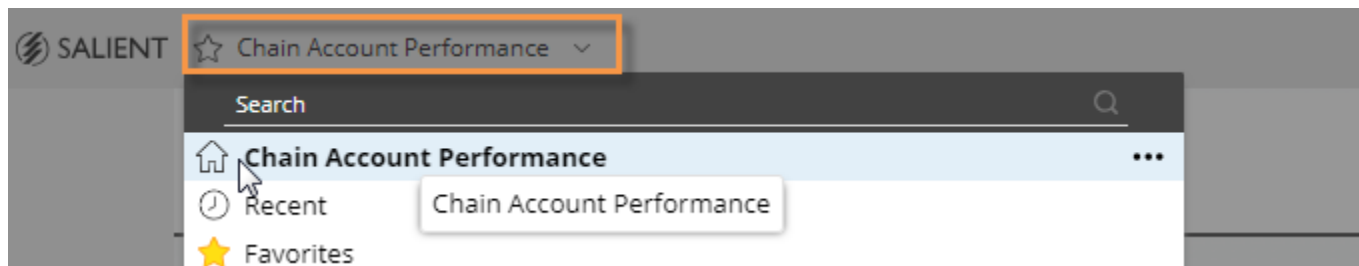 SALIENT Chain Account Performance
Search
Chain Account Performance
Recent
Chain Account Performance
Favorites